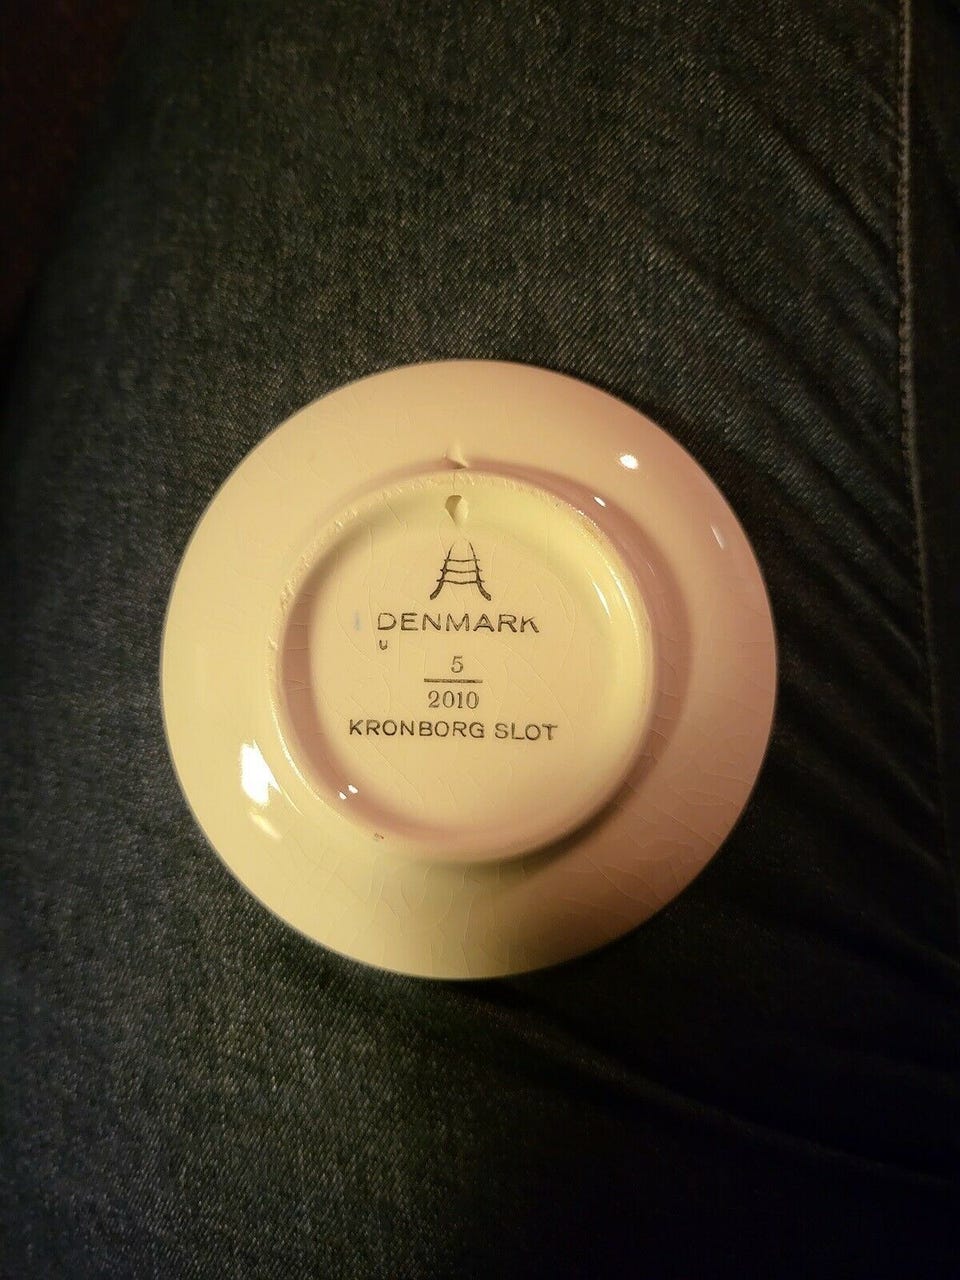 DENMARK
u
5
2010
KRONBORG SLOT